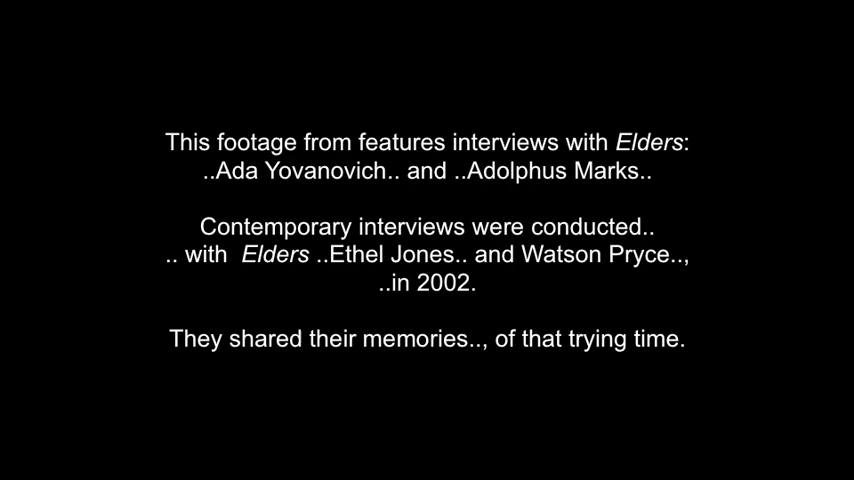 This footage from features interviews with Elders:
..Ada Yovanovich.. and ..Adolphus Marks..
Contemporary interviews were conducted..
.. with  Elders ..Ethel Jones.. and Watson Pryce..,
..in 2002.
They shared their memories.., of that trying time.